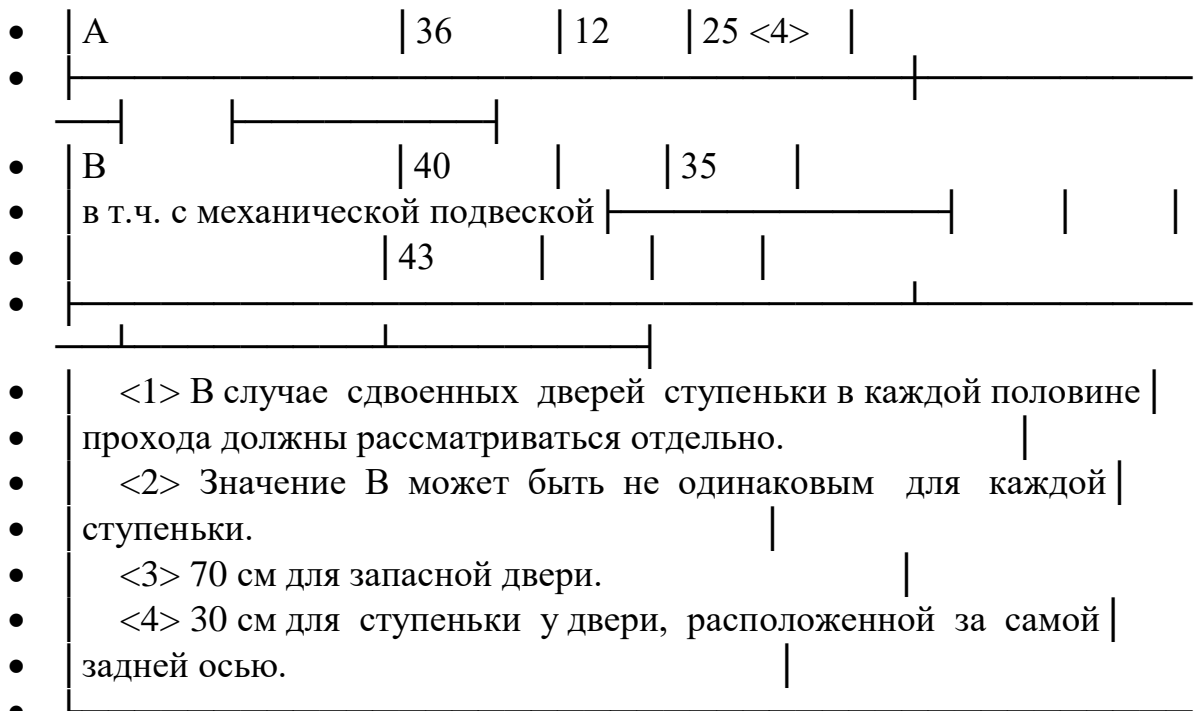 А 36 12 25 <4>
В 40 35
в т.ч. с механической подвеской
43
<1> В случае сдвоенных дверей ступеньки в каждой половине
прохода должны рассматриваться отдельно.
<2> Значение В может быть не одинаковым для каждой
ступеньки.
<3> 70 см для запасной двери.
<4> 30 см для ступеньки у двери, расположенной за самой
задней осью.